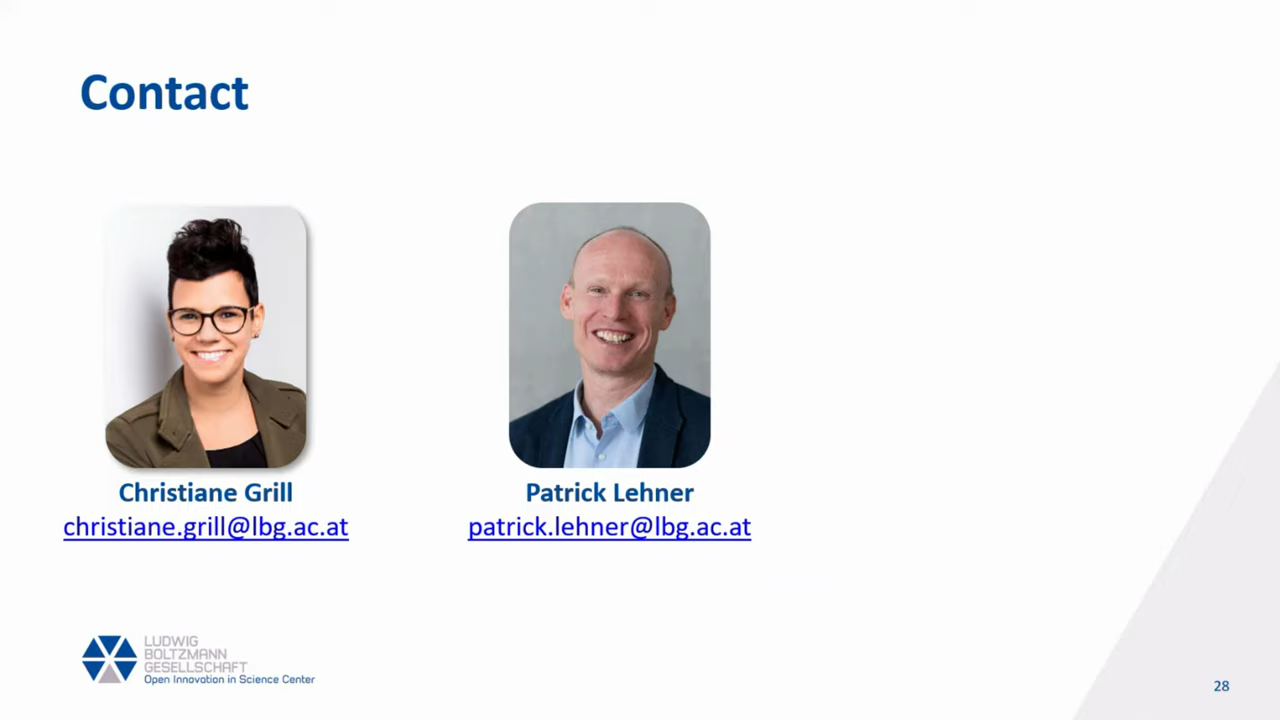 Contact
Christiane Grill
christiane.grill@lbg.ac.at
Patrick Lehner
patrick.lehner@lbg.ac.at
LUDWIG
BOLTZMANN
GESELLSCHAFT
Open Innovation in Science Center
28